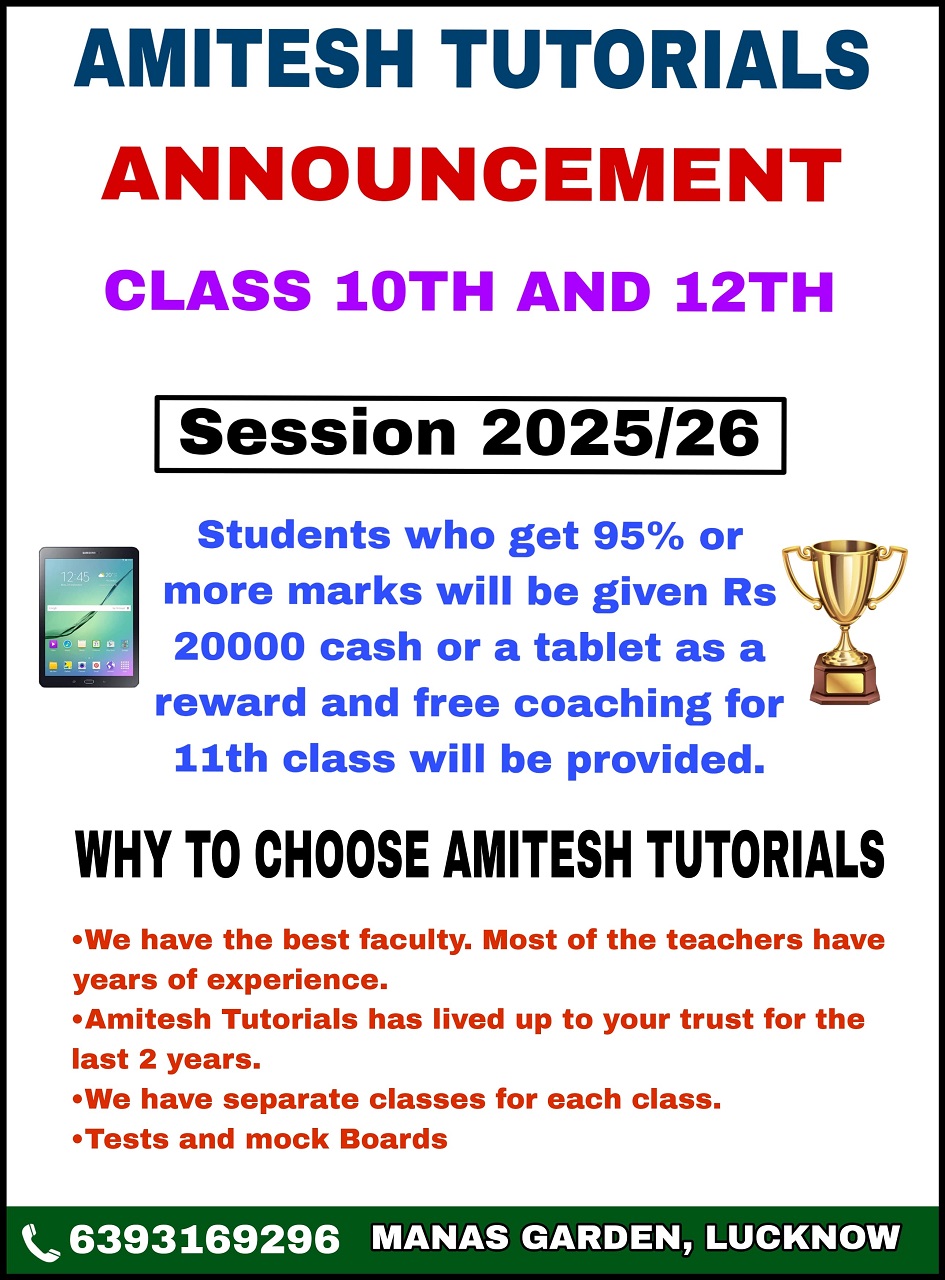 AMITESH TUTORIALS
ANNOUNCEMENT
CLASS 10TH AND 12TH
Session 2025/26
Students who get 95% or
more marks will be given Rs
20000 cash or a tablet as a
reward and free coaching for
11th class will be provided.
SAMSUNG
12:45
WHY TO CHOOSE AMITESH TUTORIALS
•We have the best faculty. Most of the teachers have
years of experience.
•Amitesh Tutorials has lived up to your trust for the
last 2 years.
•We have separate classes for each class.
•Tests and mock Boards
6393169296 MANAS GARDEN, LUCKNOW